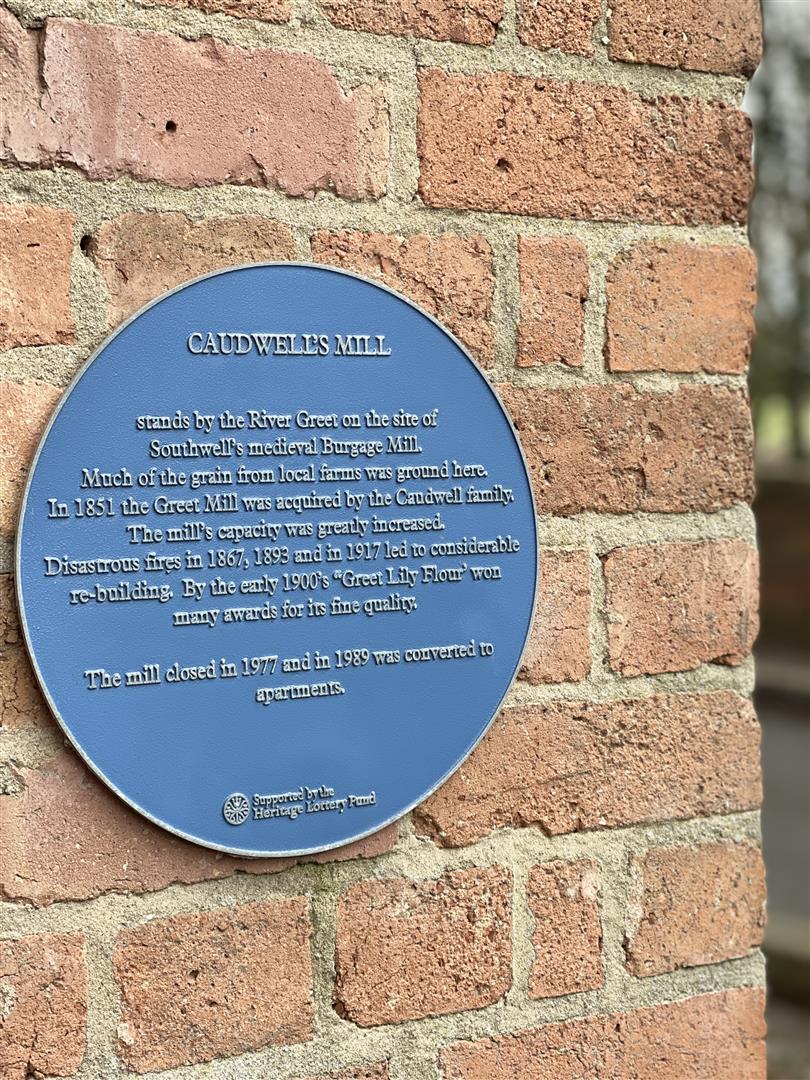 CAUDWELL'S MILL
stands by the River Greet on the site of
Southwell's medieval Burgage Mill.
Much of the grain from local farms was ground here.
In 1851 the Greet Mill was acquired by the Caudwell family.
The mill's capacity was greatly increased.
Disastrous fires in 1867, 1893 and in 1917 led to considerable
re-building. By the early 1900's "Greet Lily Flour' won
many awards for its fine quality.
The mill closed in 1977 and in 1989 was converted to
apartments.
Supported by the
Heritage Lottery Fund